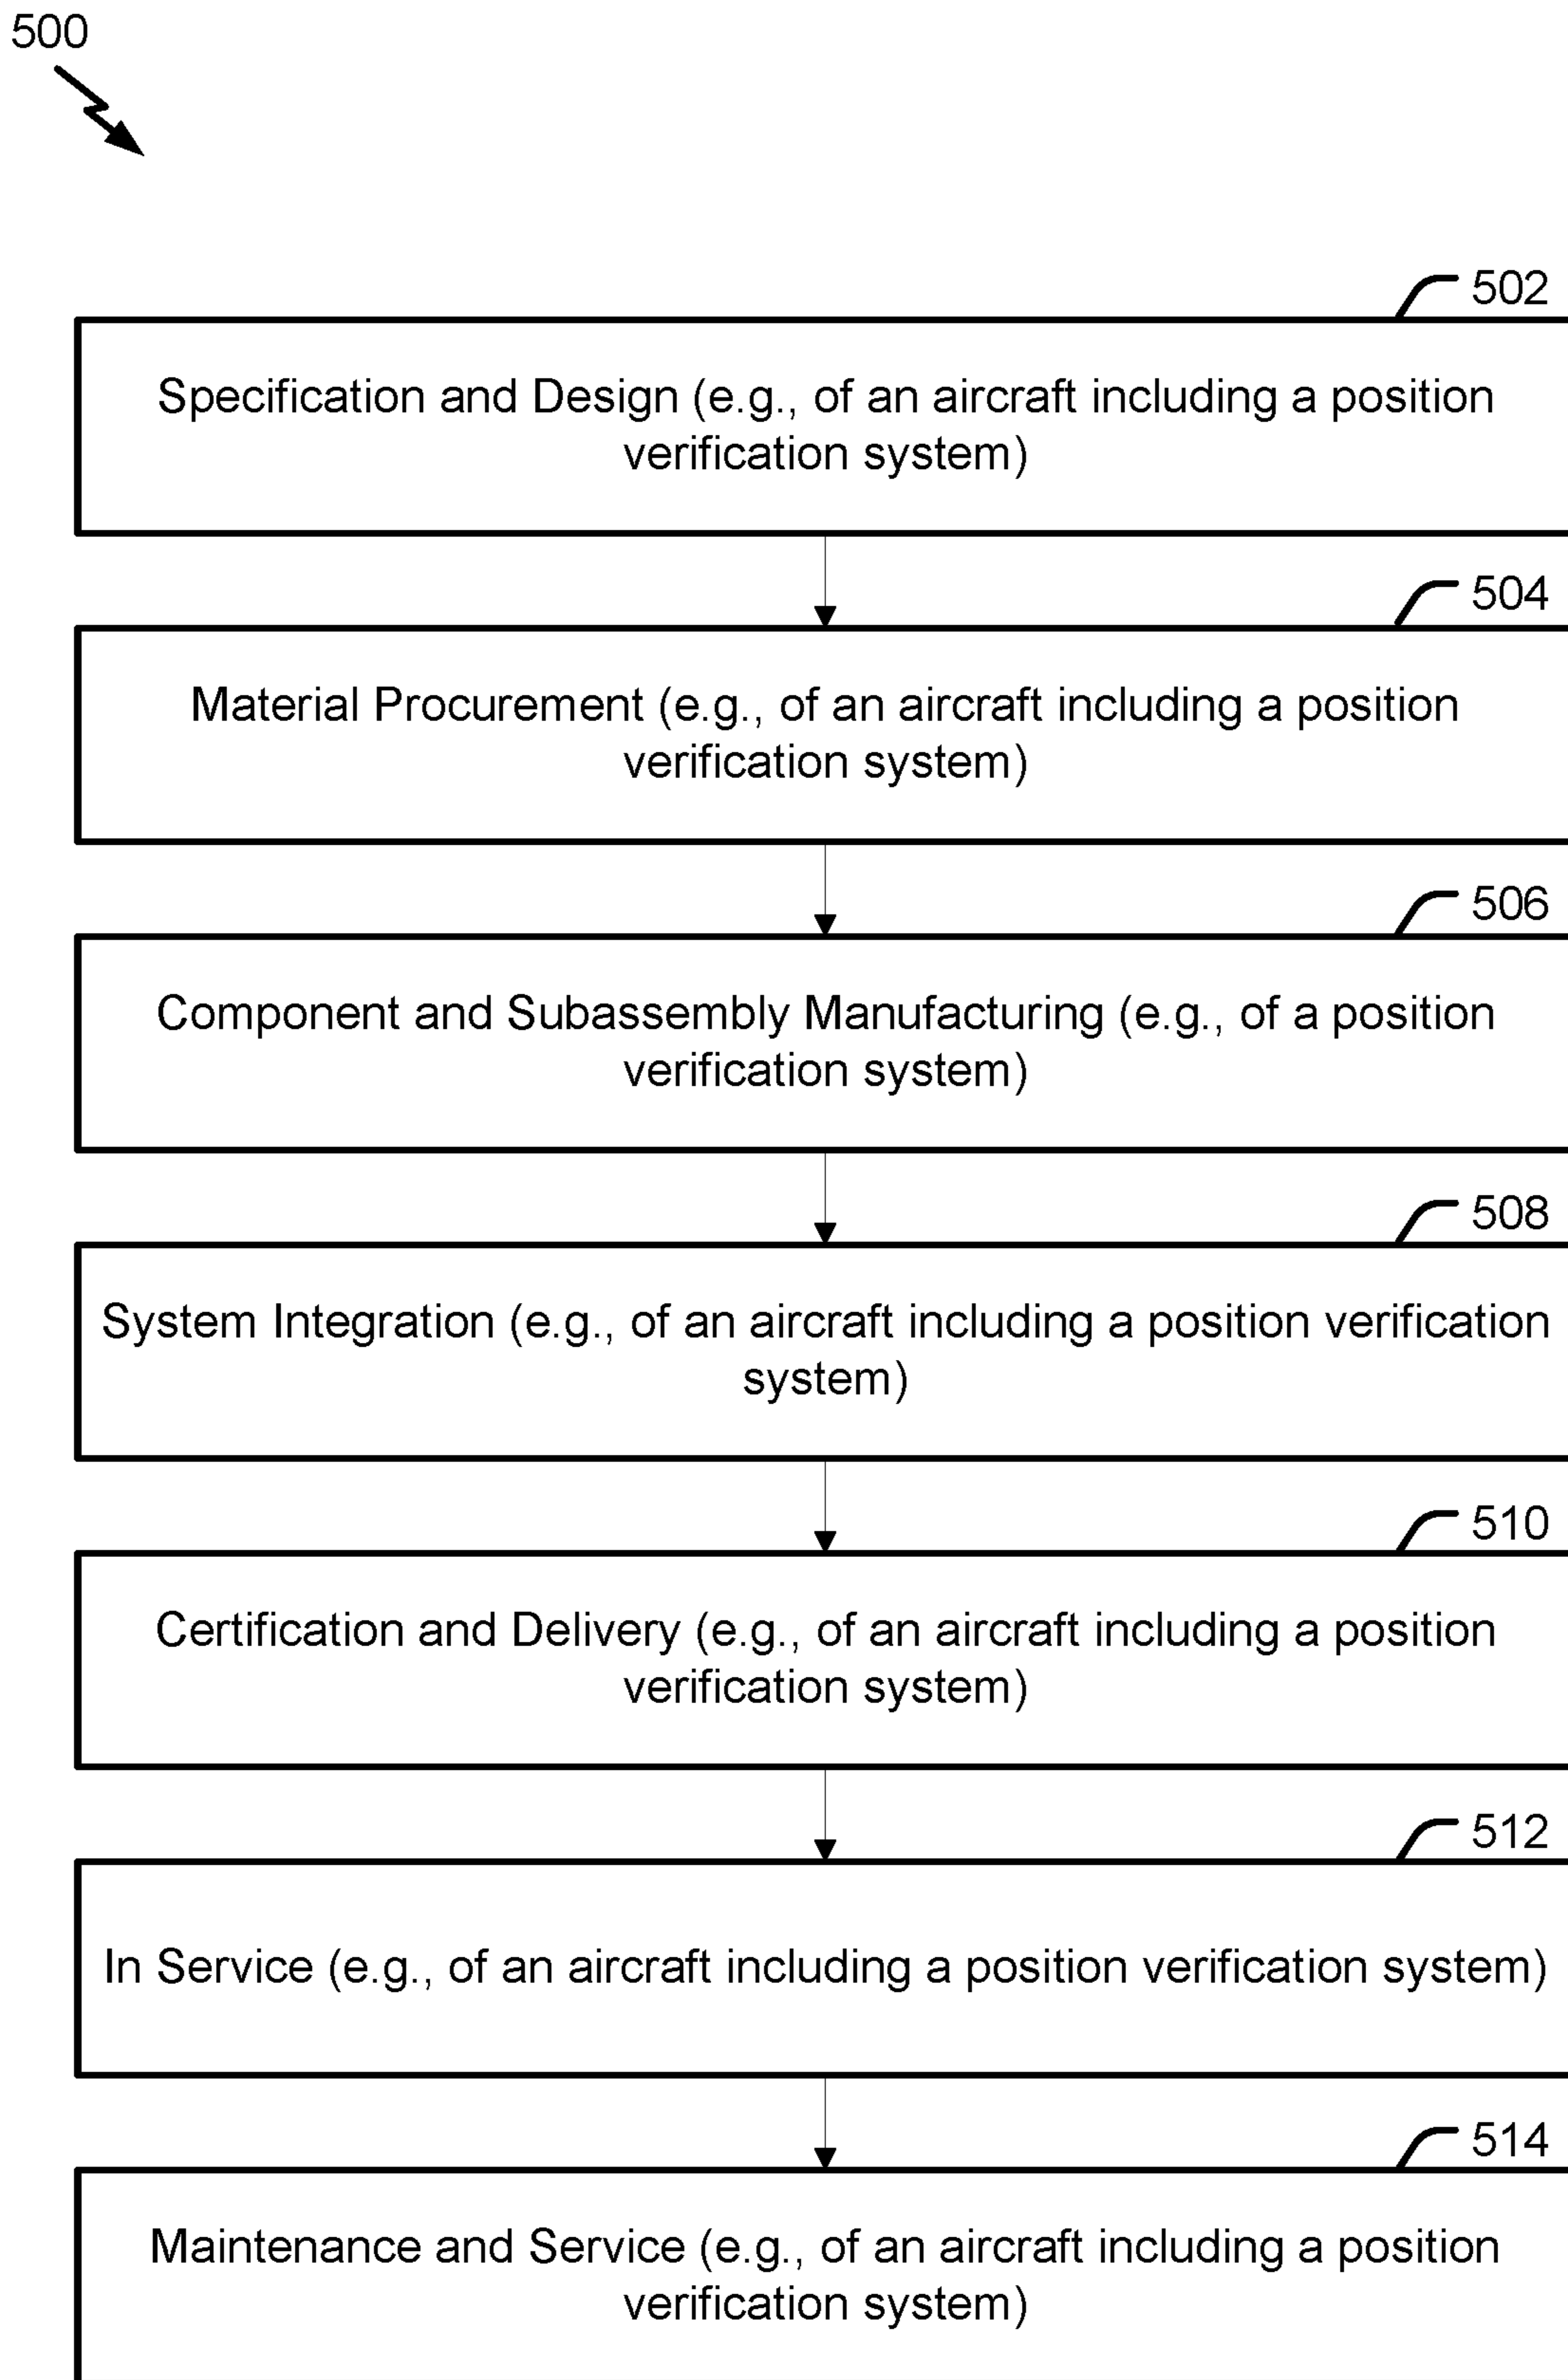 500
502
Specification and Design (e.g., of an aircraft including a position
verification system)
504
Material Procurement (e.g., of an aircraft including a position
verification system)
506
Component and Subassembly Manufacturing (e.g., of a position
verification system)
508
System Integration (e.g., of an aircraft including a position verification
system)
510
Certification and Delivery (e.g., of an aircraft including a position
verification system)
512
In Service (e.g., of an aircraft including a position verification system)
514
Maintenance and Service (e.g., of an aircraft including a position
verification system)